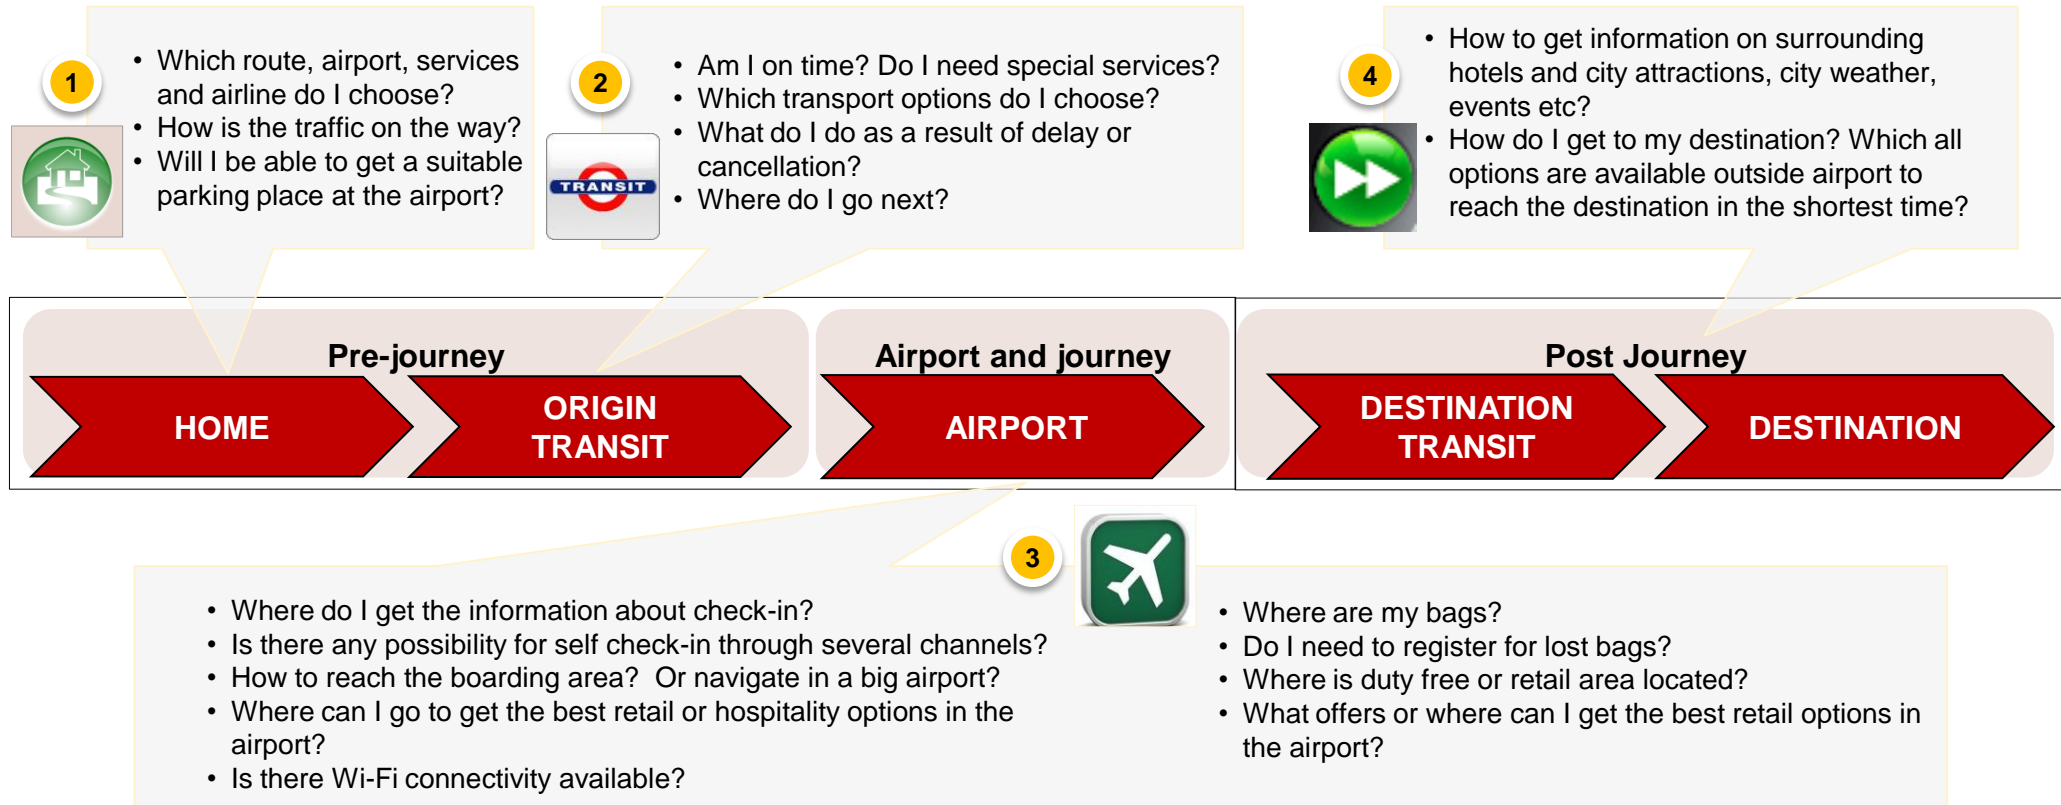 1
• Which route, airport, services
and airline do I choose?
• How is the traffic on the way?
• Will I be able to get a suitable
parking place at the airport?
2
TRANSIT
• Am I on time? Do I need special services?
• Which transport options do I choose?
• What do I do as a result of delay or
cancellation?
• Where do I go next?
4
• How to get information on surrounding
hotels and city attractions, city weather,
events etc?
• How do I get to my destination? Which all
options are available outside airport to
reach the destination in the shortest time?
Pre-journey
Airport and journey
Post Journey
HOME
ORIGIN
TRANSIT
AIRPORT
DESTINATION
TRANSIT
DESTINATION
3
• Where do I get the information about check-in?
• Is there any possibility for self check-in through several channels?
• How to reach the boarding area?  Or navigate in a big airport?
• Where can I go to get the best retail or hospitality options in the
airport?
• Is there Wi-Fi connectivity available?
• Where are my bags?
• Do I need to register for lost bags?
• Where is duty free or retail area located?
• What offers or where can I get the best retail options in
the airport?